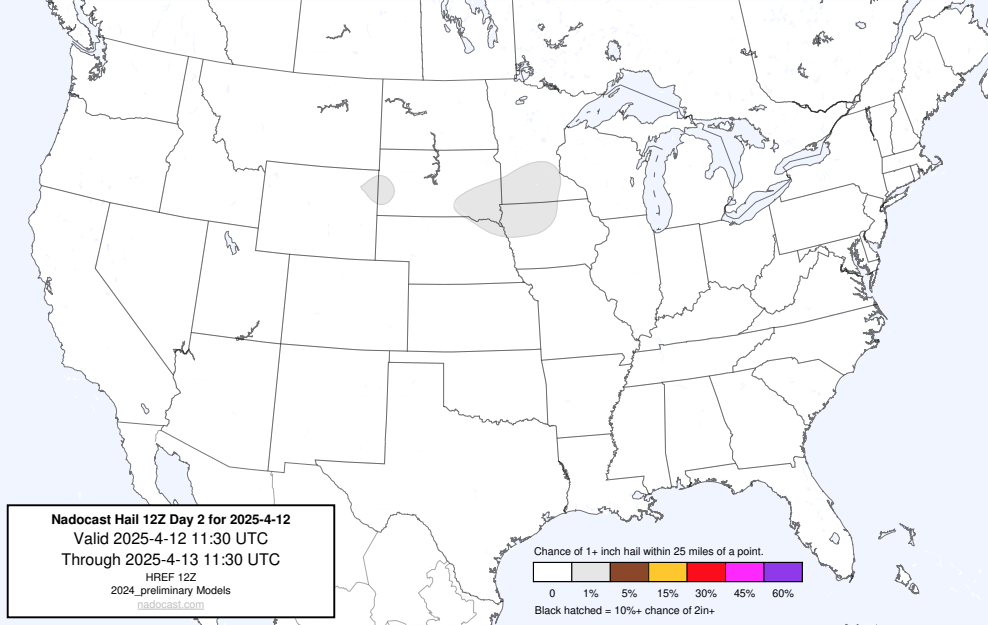 Nadocast Hail 12Z Day 2 for 2025-4-12
Valid 2025-4-12 11:30 UTC
Through 2025-4-13 11:30 UTC
HREF 12Z
2024_preliminary Models
nadocast.com
Chance of 1+ inch hail within 25 miles of a point.
0 1% 5% 15% 30% 45% 60%
Black hatched = 10%+ chance of 2in+